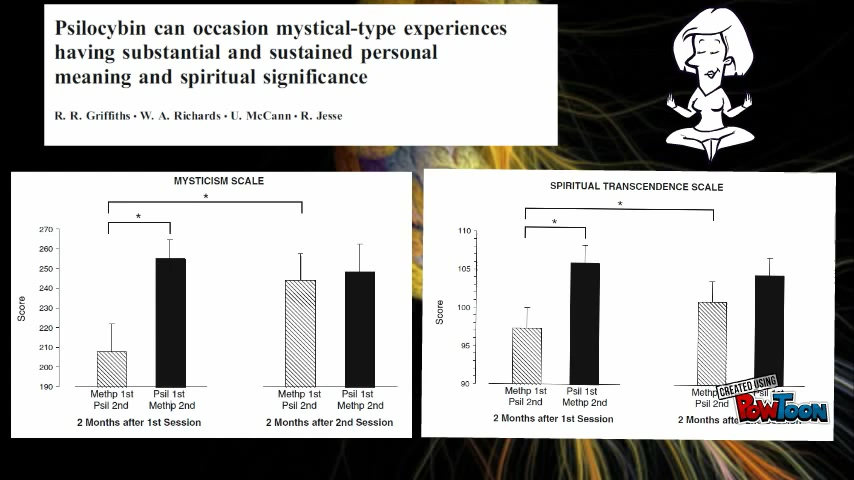 Psilocybin can occasion mystical-type experiences
having substantial and sustained personal
meaning and spiritual significance
R. R. Griffiths · W. A. Richards · U. McCann · R. Jesse
MYSTICISM SCALE
*
*
270
260
250
240
230
220
210
200
190
Score
Methp 1st
Psil 2nd
Psil 1st
Methp 2nd
Methp 1st
Psil 2nd
Psil 1st
Methp 2nd
2 Months after 1st Session
2 Months after 2nd Session
SPIRITUAL TRANSCENDENCE SCALE
*
*
110
105
100
95
90
Score
Methp 1st
Psil 2nd
Psil 1st
Methp 2nd
Psil 2nd
2 Months after 1st Session
2 Months
CREATED USING
POWTOON